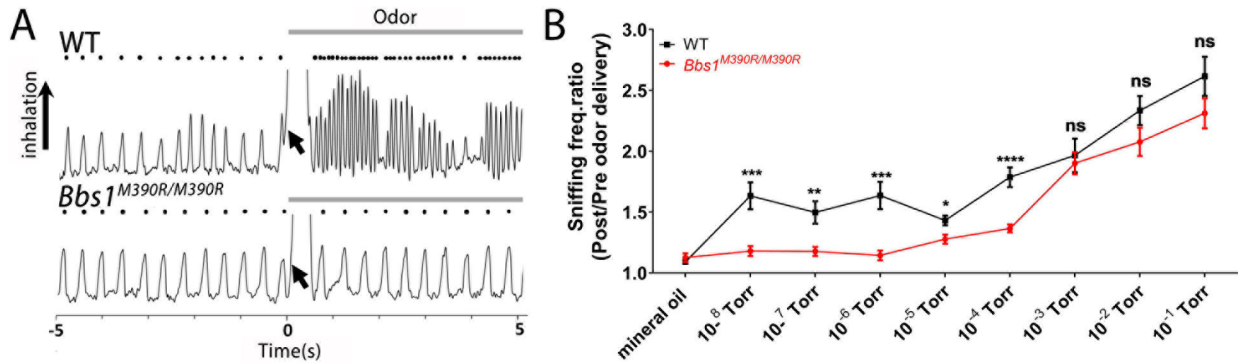 A
Odor
WT
inhalation
Bbs1M390R/M390R
-5
0
5
Time(s)
B
3.0
2.5
2.0
1.5
1.0
Sniffing freq.ratio
(Post/Pre odor delivery)
WT
Bbs1M390R/M390R
***
**
***
*
****
ns
ns
ns
mineral oil
10-8 Torr
10-7 Torr
10-6 Torr
10-5 Torr
10-4 Torr
10-3 Torr
10-2 Torr
10-1 Torr